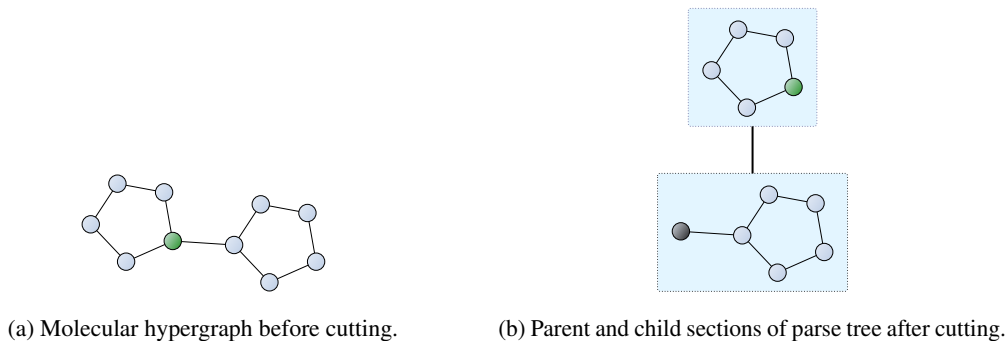 (a) Molecular hypergraph before cutting.
(b) Parent and child sections of parse tree after cutting.